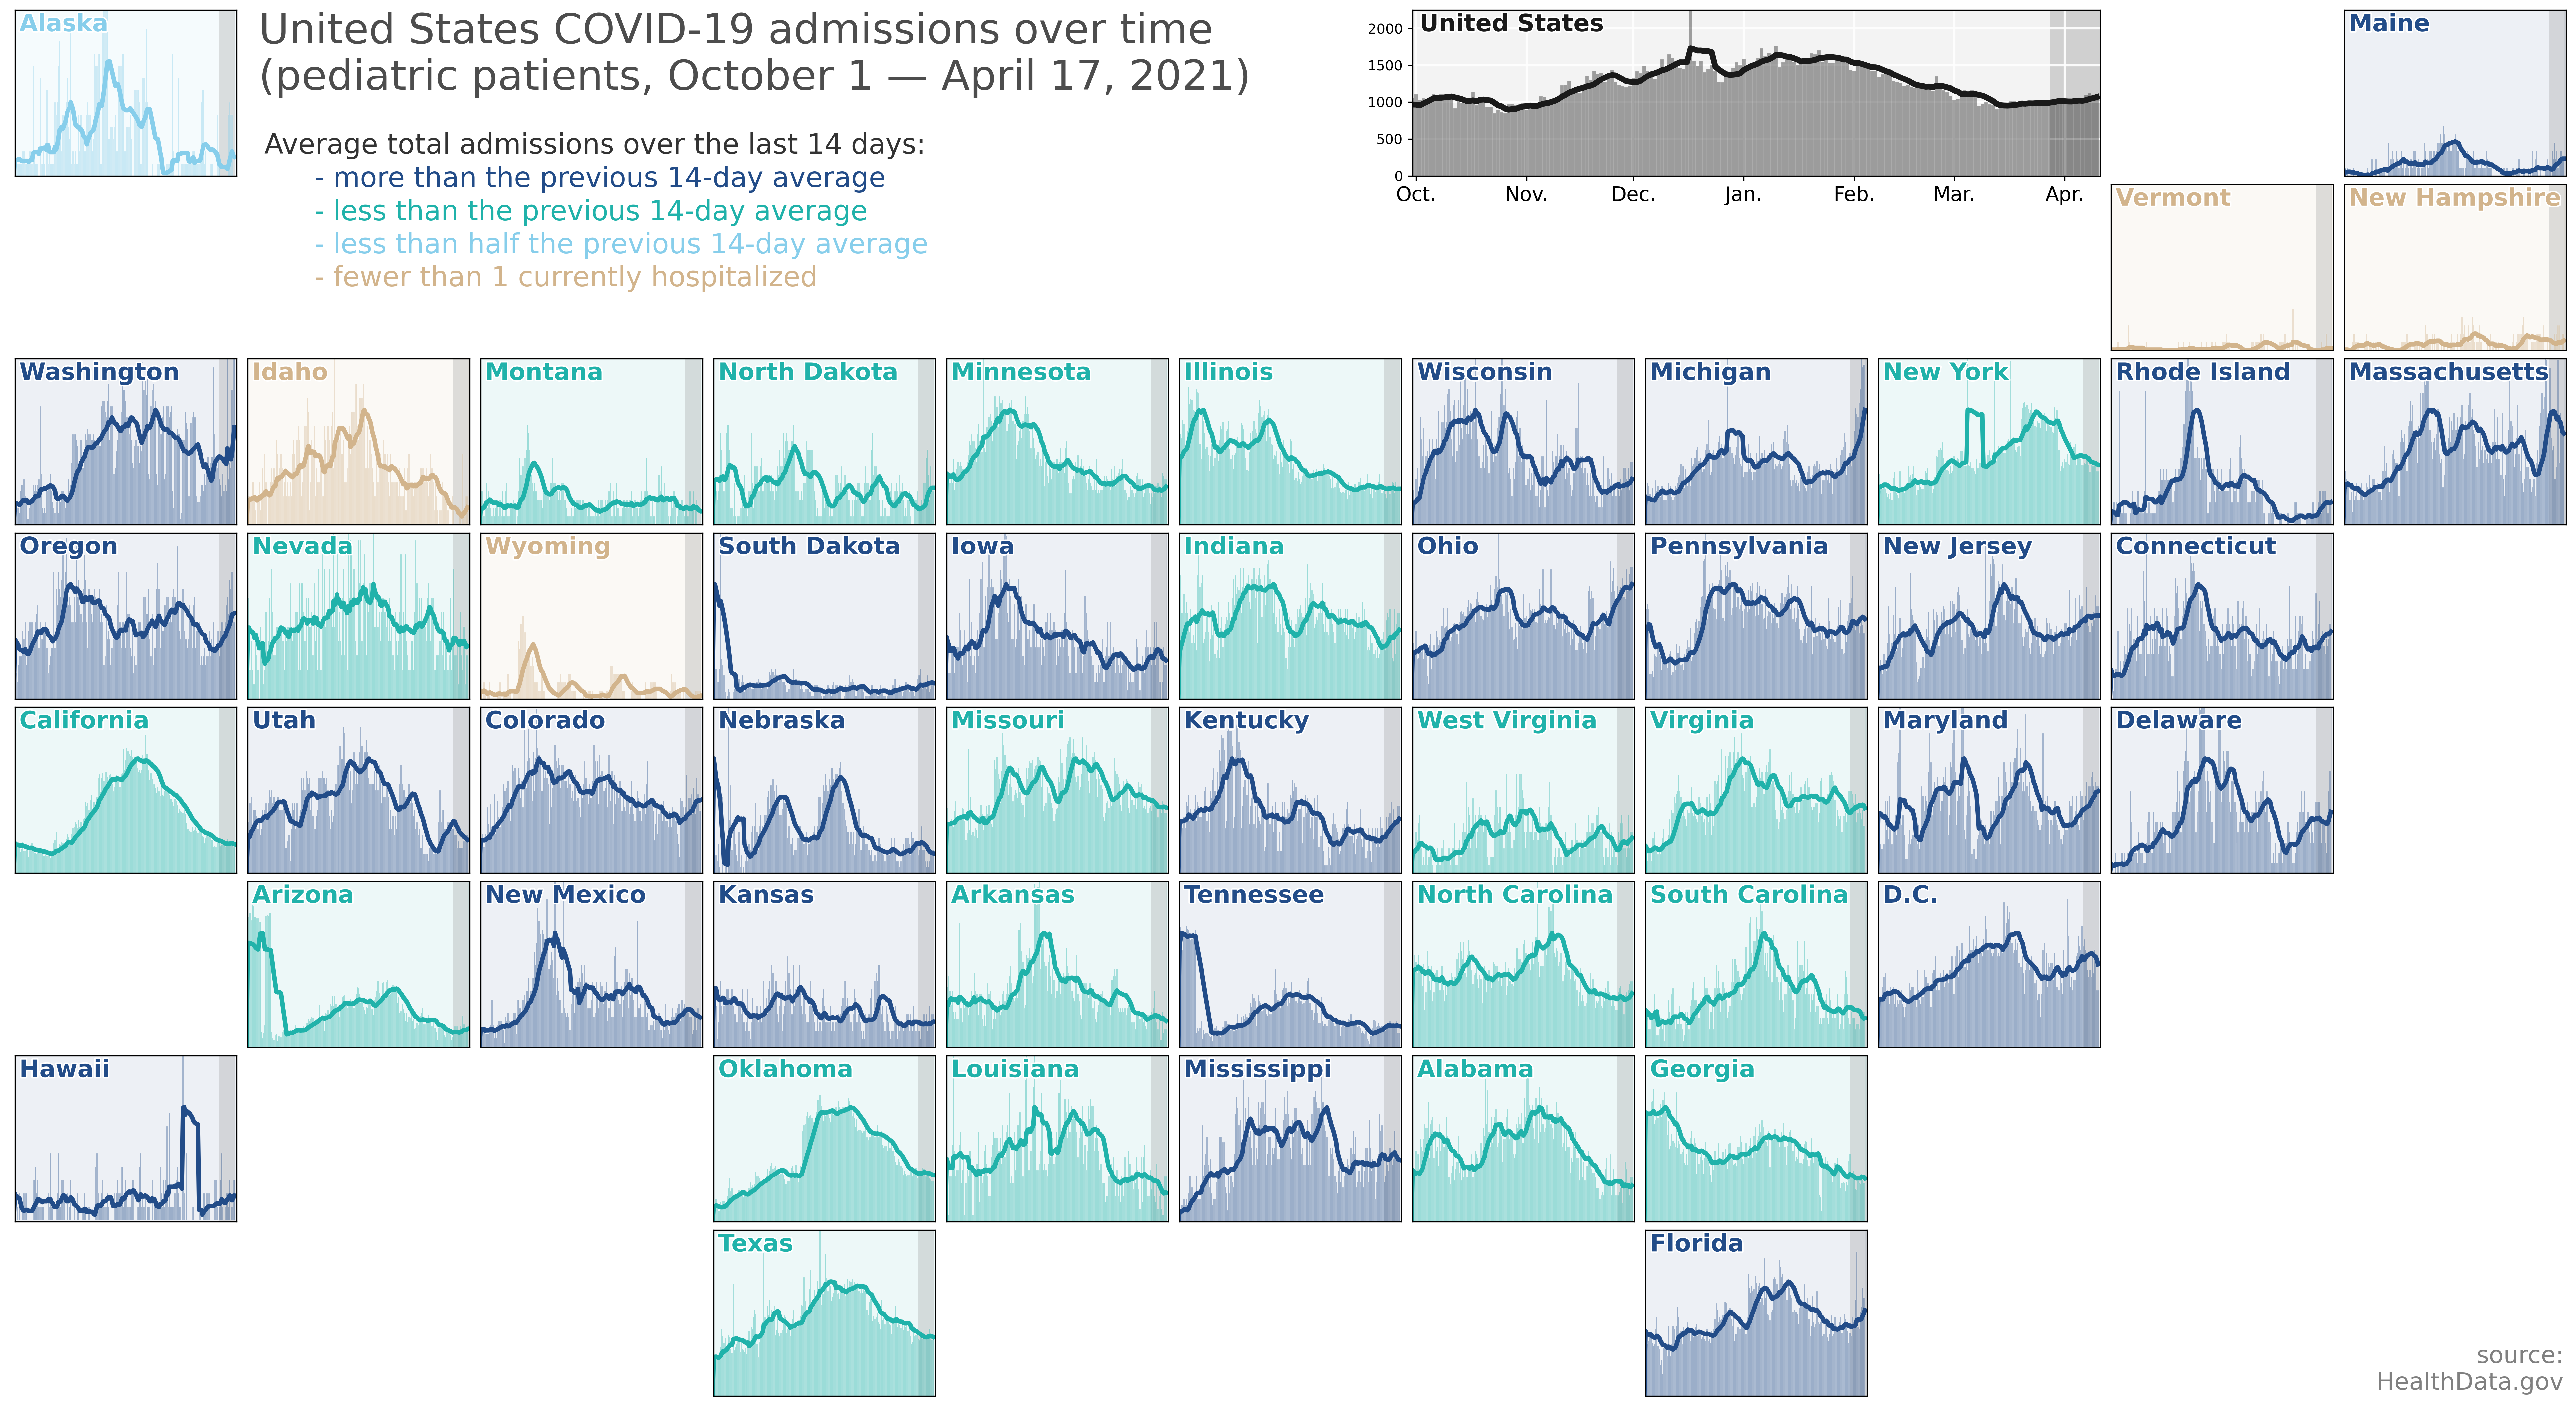 Alaska
United States COVID-19 admissions over time
(pediatric patients, October 1 — April 17, 2021)
Average total admissions over the last 14 days:
- more than the previous 14-day average
- less than the previous 14-day average
- less than half the previous 14-day average
- fewer than 1 currently hospitalized
United States
2000
1500
1000
500
0
Oct. Nov. Dec. Jan. Feb. Mar. Apr.
Maine
Vermont
New Hampshire
Washington
Idaho
Montana
North Dakota
Minnesota
Illinois
Wisconsin
Michigan
New York
Rhode Island
Massachusetts
Oregon
Nevada
Wyoming
South Dakota
Iowa
Indiana
Ohio
Pennsylvania
New Jersey
Connecticut
California
Utah
Colorado
Nebraska
Missouri
Kentucky
West Virginia
Virginia
Maryland
Delaware
Arizona
New Mexico
Kansas
Arkansas
Tennessee
North Carolina
South Carolina
D.C.
Hawaii
Oklahoma
Louisiana
Mississippi
Alabama
Georgia
Texas
Florida
source:
HealthData.gov